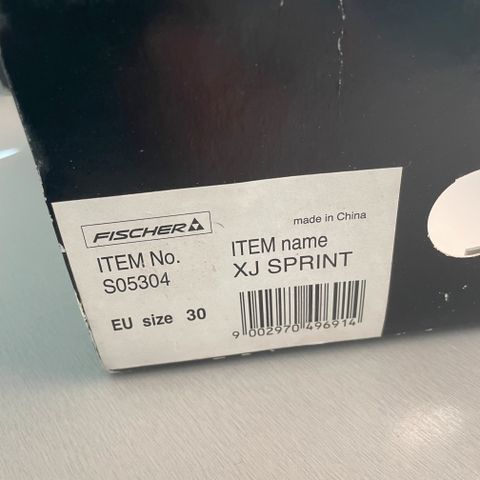 FISCHER
made in China
ITEM No.
S05304
ITEM name
XJ SPRINT
EU size 30
9 002970 496914